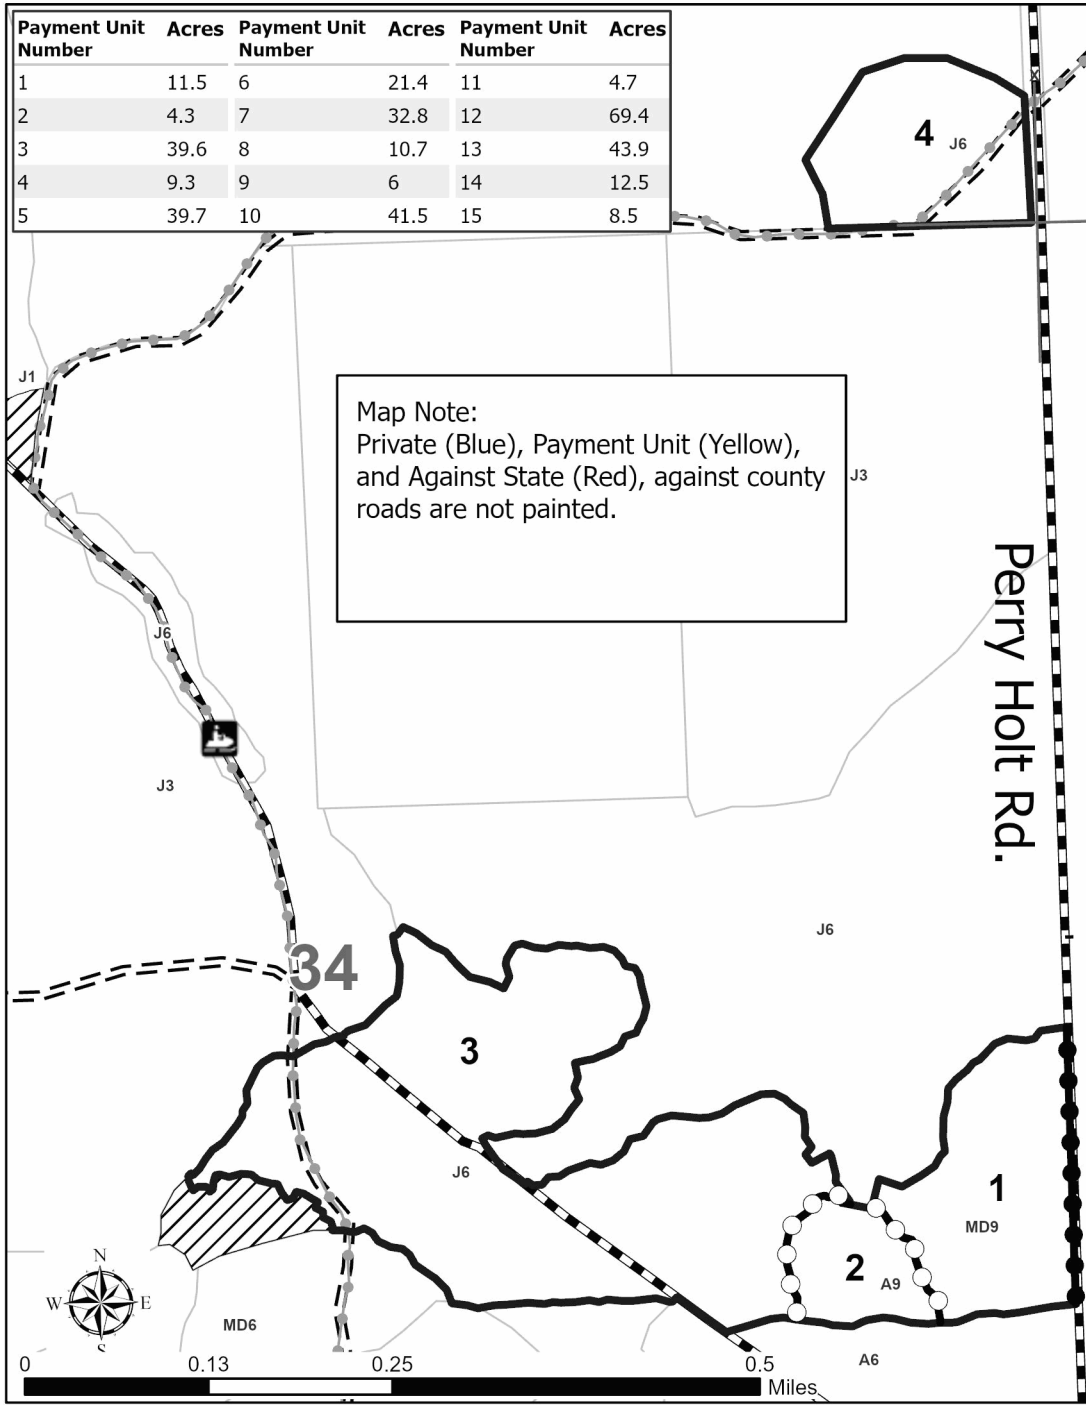 Payment Unit Number Acres Payment Unit Number Acres Payment Unit Number Acres
1 11.5 6 21.4 11 4.7
2 4.3 7 32.8 12 69.4
3 39.6 8 10.7 13 43.9
4 9.3 9 6 14 12.5
5 39.7 10 41.5 15 8.5
4
J6
J1
Map Note:
Private (Blue), Payment Unit (Yellow),
and Against State (Red), against county
roads are not painted.
J3
Perry Holt Rd.
J6
J3
J6
34
3
J6
1
MD9
2
A9
N
W E
S
MD6
A6
0 0.13 0.25 0.5
Miles